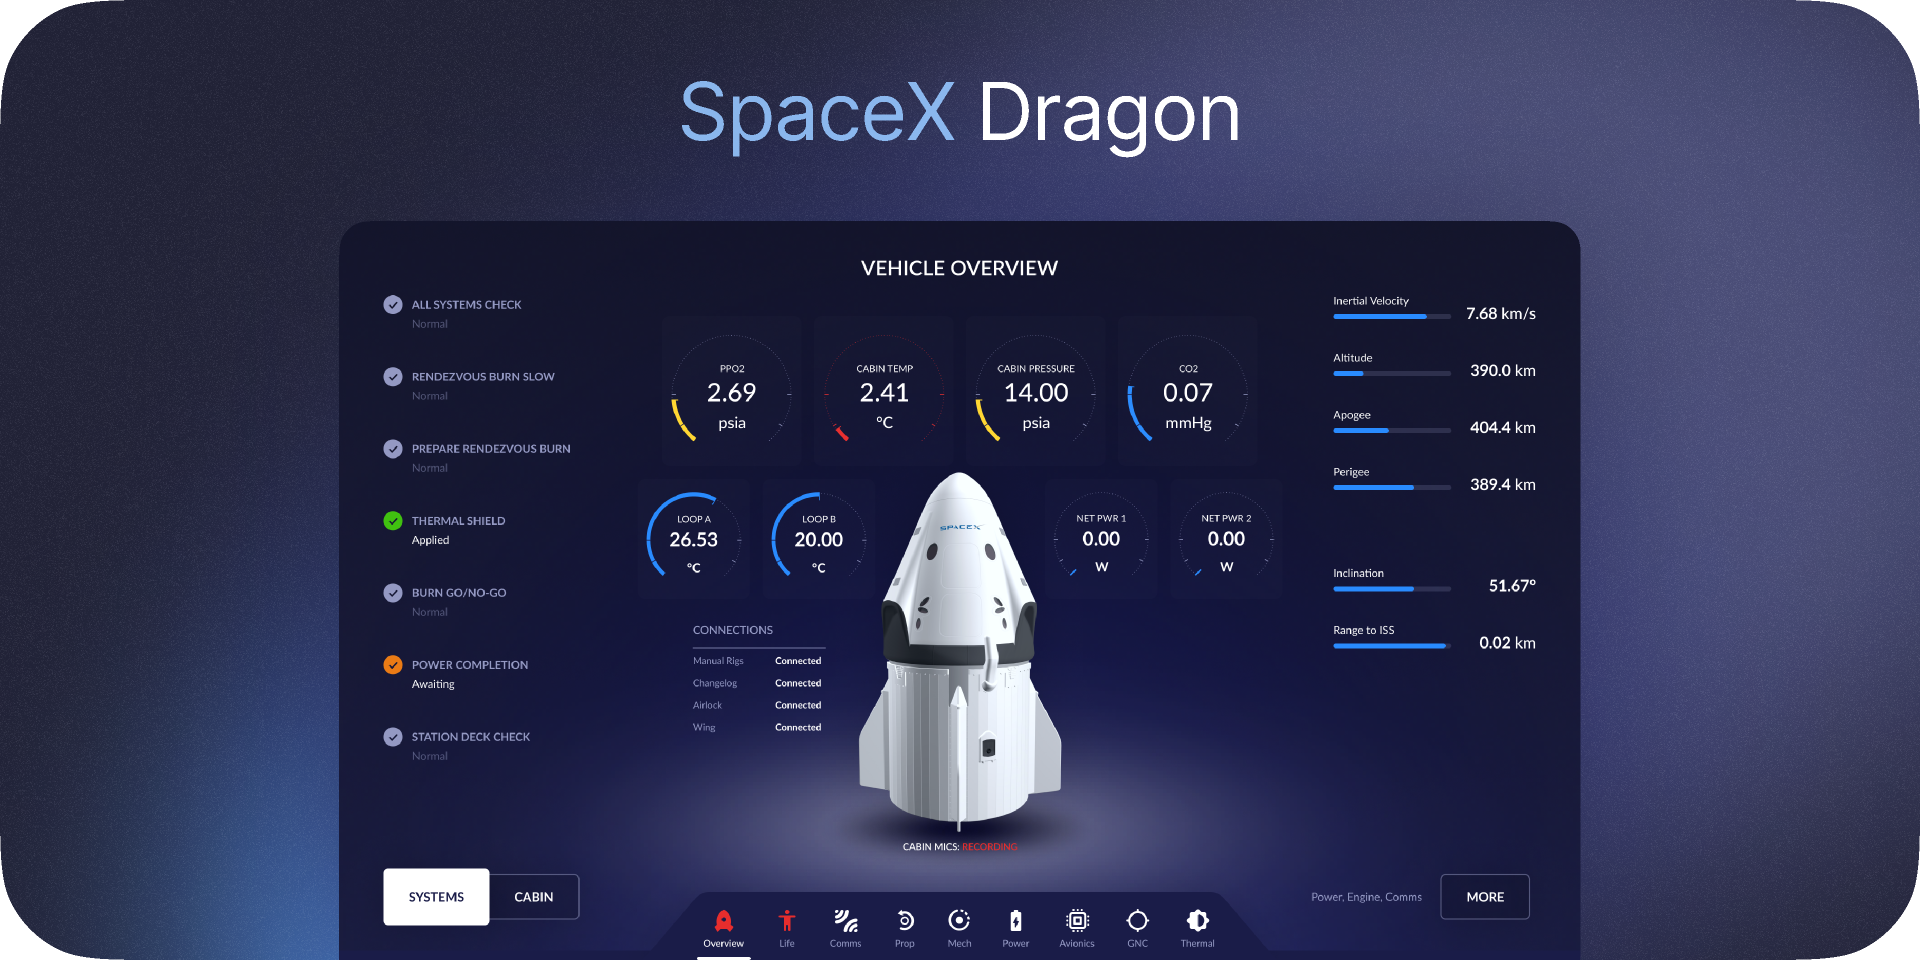 SpaceX Dragon
VEHICLE OVERVIEW
ALL SYSTEMS CHECK
Normal
RENDEZVOUS BURN SLOW
Normal
PREPARE RENDEZVOUS BURN
Normal
THERMAL SHIELD
Applied
BURN GO/NO-GO
Normal
POWER COMPLETION
Awaiting
STATION DECK CHECK
Normal
PPO2
2.69
psia
CABIN TEMP
2.41
°C
CABIN PRESSURE
14.00
psia
CO2
0.07
mmHg
LOOP A
26.53
°C
LOOP B
20.00
°C
SPACEX
NET PWR 1
0.00
W
NET PWR 2
0.00
W
CONNECTIONS
Manual Rigs Connected
Changelog Connected
Airlock Connected
Wing Connected
CABIN MICS: RECORDING
Inertial Velocity
7.68 km/s
Altitude
390.0 km
Apogee
404.4 km
Perigee
389.4 km
Inclination
51.67°
Range to ISS
0.02 km
SYSTEMS CABIN
Power, Engine, Comms MORE
Overview Life Comms Prop Mech Power Avionics GNC Thermal